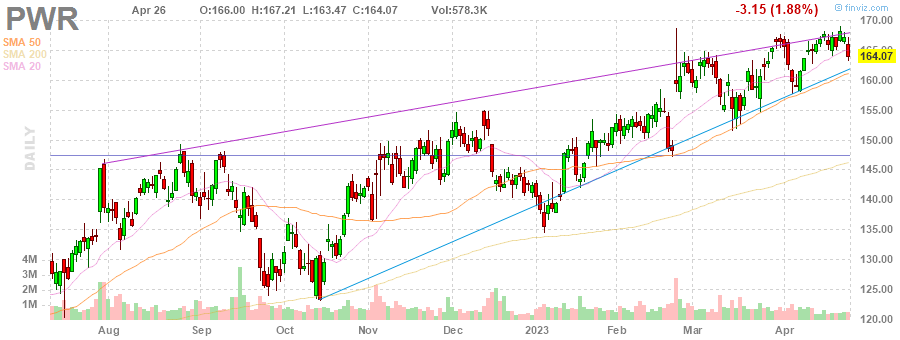 PWR Apr 26 O:166.00 H:167.21 L:163.47 C:164.07 Vol:578.3K -3.15 (1.88%) © finviz.com
SMA 50
SMA 200
SMA 20
DAILY
170.00
165.00
164.07
160.00
155.00
150.00
145.00
140.00
135.00
130.00
125.00
120.00
4M
3M
2M
1M
Aug Sep Oct Nov Dec 2023 Feb Mar Apr